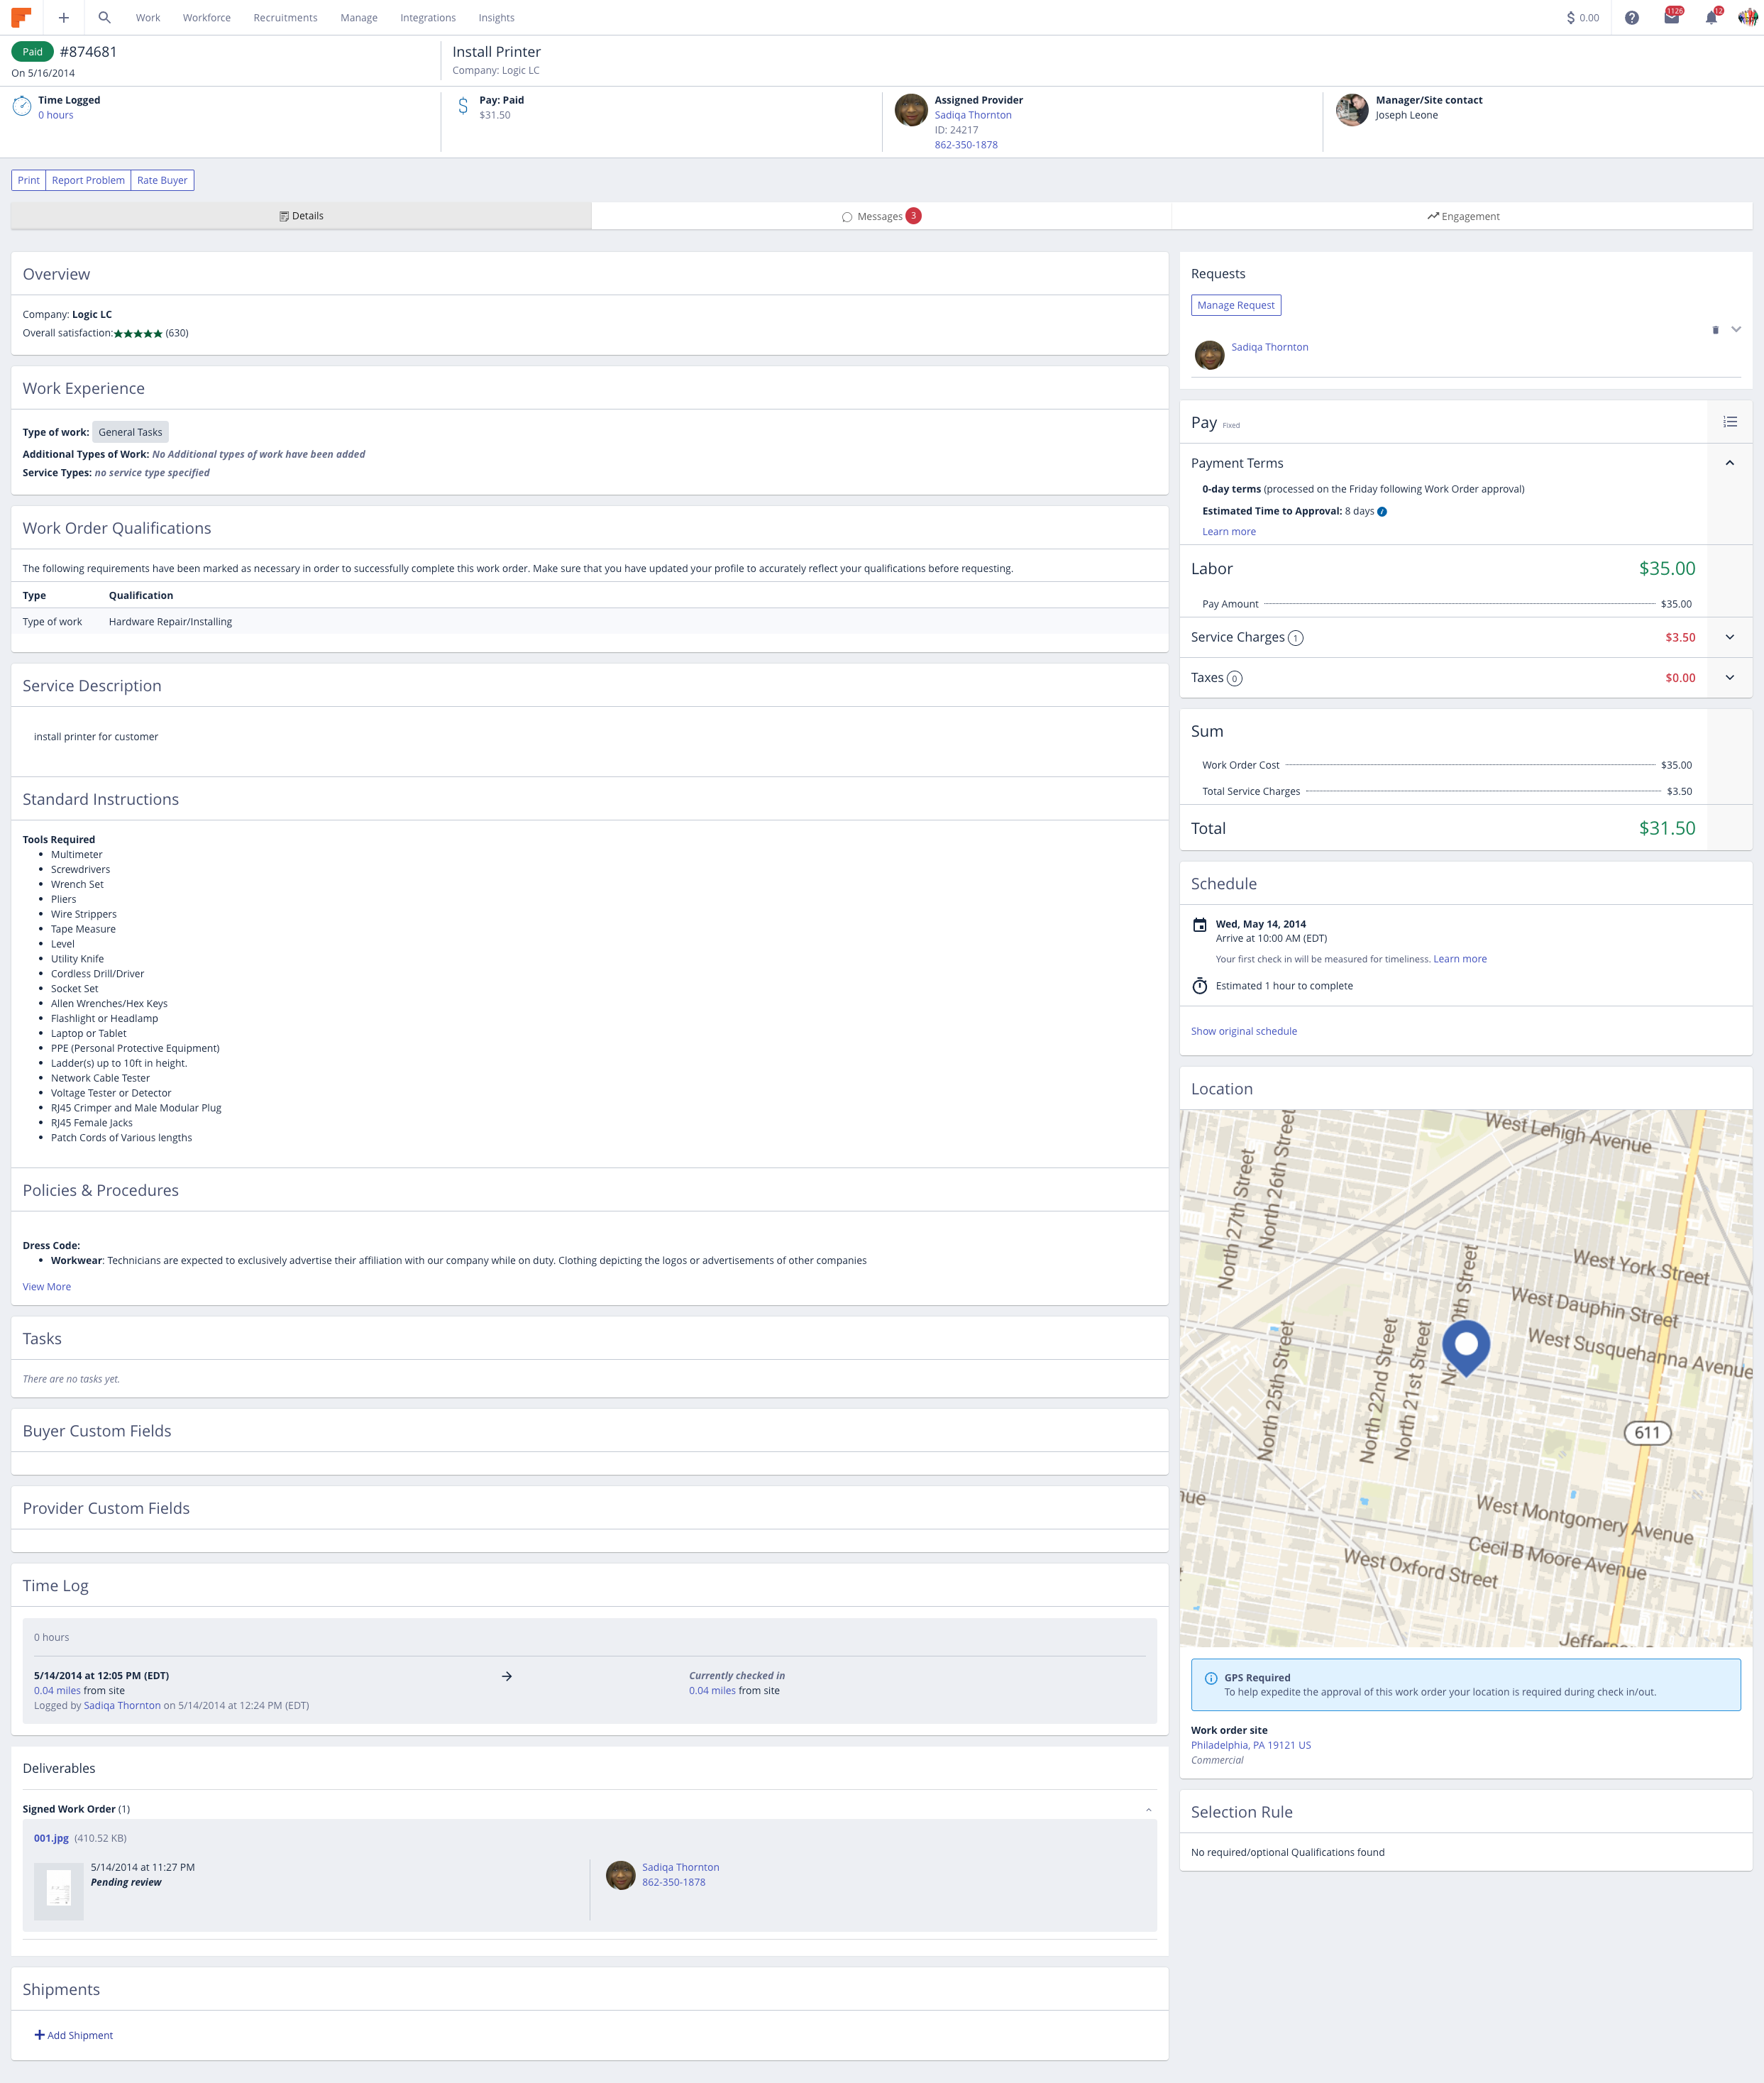 Work Workforce Recruitments Manage Integrations Insights
$ 0.00 1126 12
Paid #874681
On 5/16/2014
Install Printer
Company: Logic LC
Time Logged
0 hours
Pay: Paid
$31.50
Assigned Provider
Sadiqa Thornton
ID: 24217
862-350-1878
Manager/Site contact
Joseph Leone
Print Report Problem Rate Buyer
Details
Messages 3
Engagement
Overview
Company: Logic LC
Overall satisfaction: (630)
Work Experience
Type of work: General Tasks
Additional Types of Work: No Additional types of work have been added
Service Types: no service type specified
Work Order Qualifications
The following requirements have been marked as necessary in order to successfully complete this work order. Make sure that you have updated your profile to accurately reflect your qualifications before requesting.
Type Qualification
Type of work Hardware Repair/Installing
Service Description
install printer for customer
Standard Instructions
Tools Required
Multimeter
Screwdrivers
Wrench Set
Pliers
Wire Strippers
Tape Measure
Level
Utility Knife
Cordless Drill/Driver
Socket Set
Allen Wrenches/Hex Keys
Flashlight or Headlamp
Laptop or Tablet
PPE (Personal Protective Equipment)
Ladder(s) up to 10ft in height.
Network Cable Tester
Voltage Tester or Detector
RJ45 Crimper and Male Modular Plug
RJ45 Female Jacks
Patch Cords of Various lengths
Policies & Procedures
Dress Code:
Workwear: Technicians are expected to exclusively advertise their affiliation with our company while on duty. Clothing depicting the logos or advertisements of other companies
View More
Tasks
There are no tasks yet.
Buyer Custom Fields
Provider Custom Fields
Time Log
0 hours
5/14/2014 at 12:05 PM (EDT)
0.04 miles from site
Logged by Sadiqa Thornton on 5/14/2014 at 12:24 PM (EDT)
Currently checked in
0.04 miles from site
Deliverables
Signed Work Order (1)
001.jpg (410.52 KB)
5/14/2014 at 11:27 PM
Pending review
Sadiqa Thornton
862-350-1878
Shipments
Add Shipment
Requests
Manage Request
Sadiqa Thornton
Pay Fixed
Payment Terms
0-day terms (processed on the Friday following Work Order approval)
Estimated Time to Approval: 8 days
Learn more
Labor $35.00
Pay Amount $35.00
Service Charges 1 $3.50
Taxes 0 $0.00
Sum
Work Order Cost $35.00
Total Service Charges $3.50
Total $31.50
Schedule
Wed, May 14, 2014
Arrive at 10:00 AM (EDT)
Your first check in will be measured for timeliness. Learn more
Estimated 1 hour to complete
Show original schedule
Location
West Lehigh Avenue
North 27th Street
North 26th Street
West York Street
West Dauphin Street
West Susquehanna Avenue
North 25th Street
North 22nd Street
North 21st Street
0th Street
611
West Montgomery Avenue
Cecil B Moore Avenue
West Oxford Street
GPS Required
To help expedite the approval of this work order your location is required during check in/out.
Work order site
Philadelphia, PA 19121 US
Commercial
Selection Rule
No required/optional Qualifications found